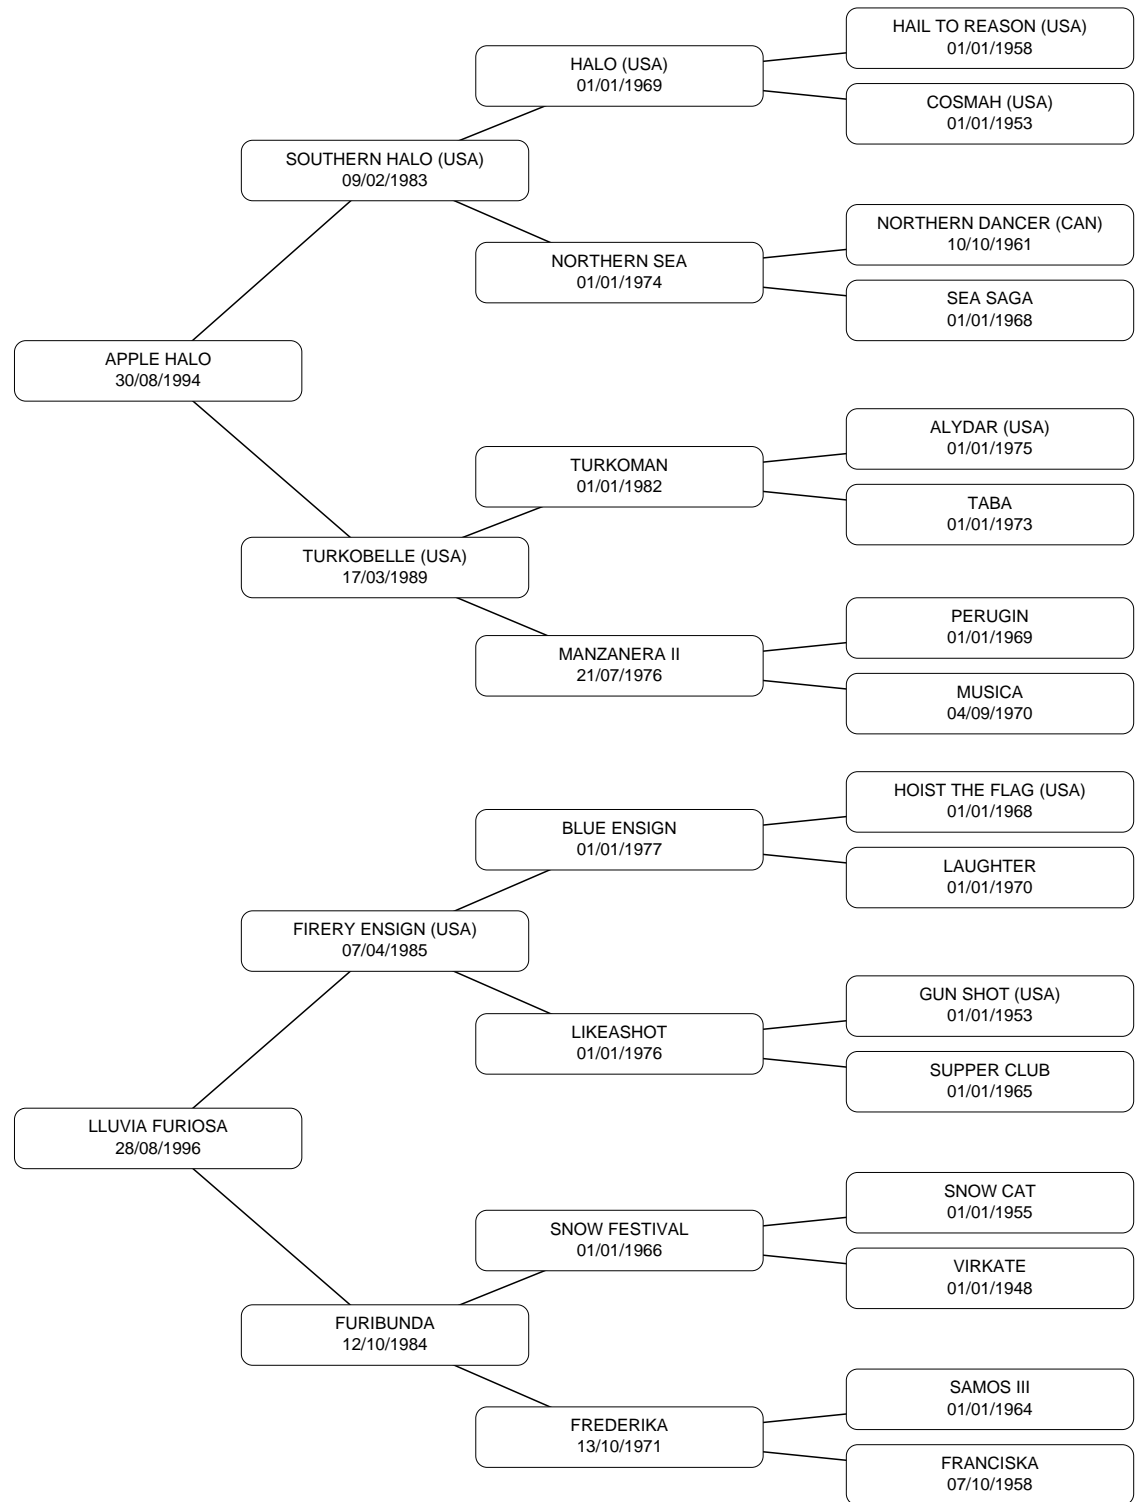 HAIL TO REASON (USA)
01/01/1958
HALO (USA)
01/01/1969
COSMAH (USA)
01/01/1953
SOUTHERN HALO (USA)
09/02/1983
NORTHERN DANCER (CAN)
10/10/1961
NORTHERN SEA
01/01/1974
SEA SAGA
01/01/1968
APPLE HALO
30/08/1994
ALYDAR (USA)
01/01/1975
TURKOMAN
01/01/1982
TABA
01/01/1973
TURKOBELLE (USA)
17/03/1989
PERUGIN
01/01/1969
MANZANERA II
21/07/1976
MUSICA
04/09/1970
HOIST THE FLAG (USA)
01/01/1968
BLUE ENSIGN
01/01/1977
LAUGHTER
01/01/1970
FIRERY ENSIGN (USA)
07/04/1985
GUN SHOT (USA)
01/01/1953
LIKEASHOT
01/01/1976
SUPPER CLUB
01/01/1965
LLUVIA FURIOSA
28/08/1996
SNOW CAT
01/01/1955
SNOW FESTIVAL
01/01/1966
VIRKATE
01/01/1948
FURIBUNDA
12/10/1984
SAMOS III
01/01/1964
FREDERIKA
13/10/1971
FRANCISKA
07/10/1958